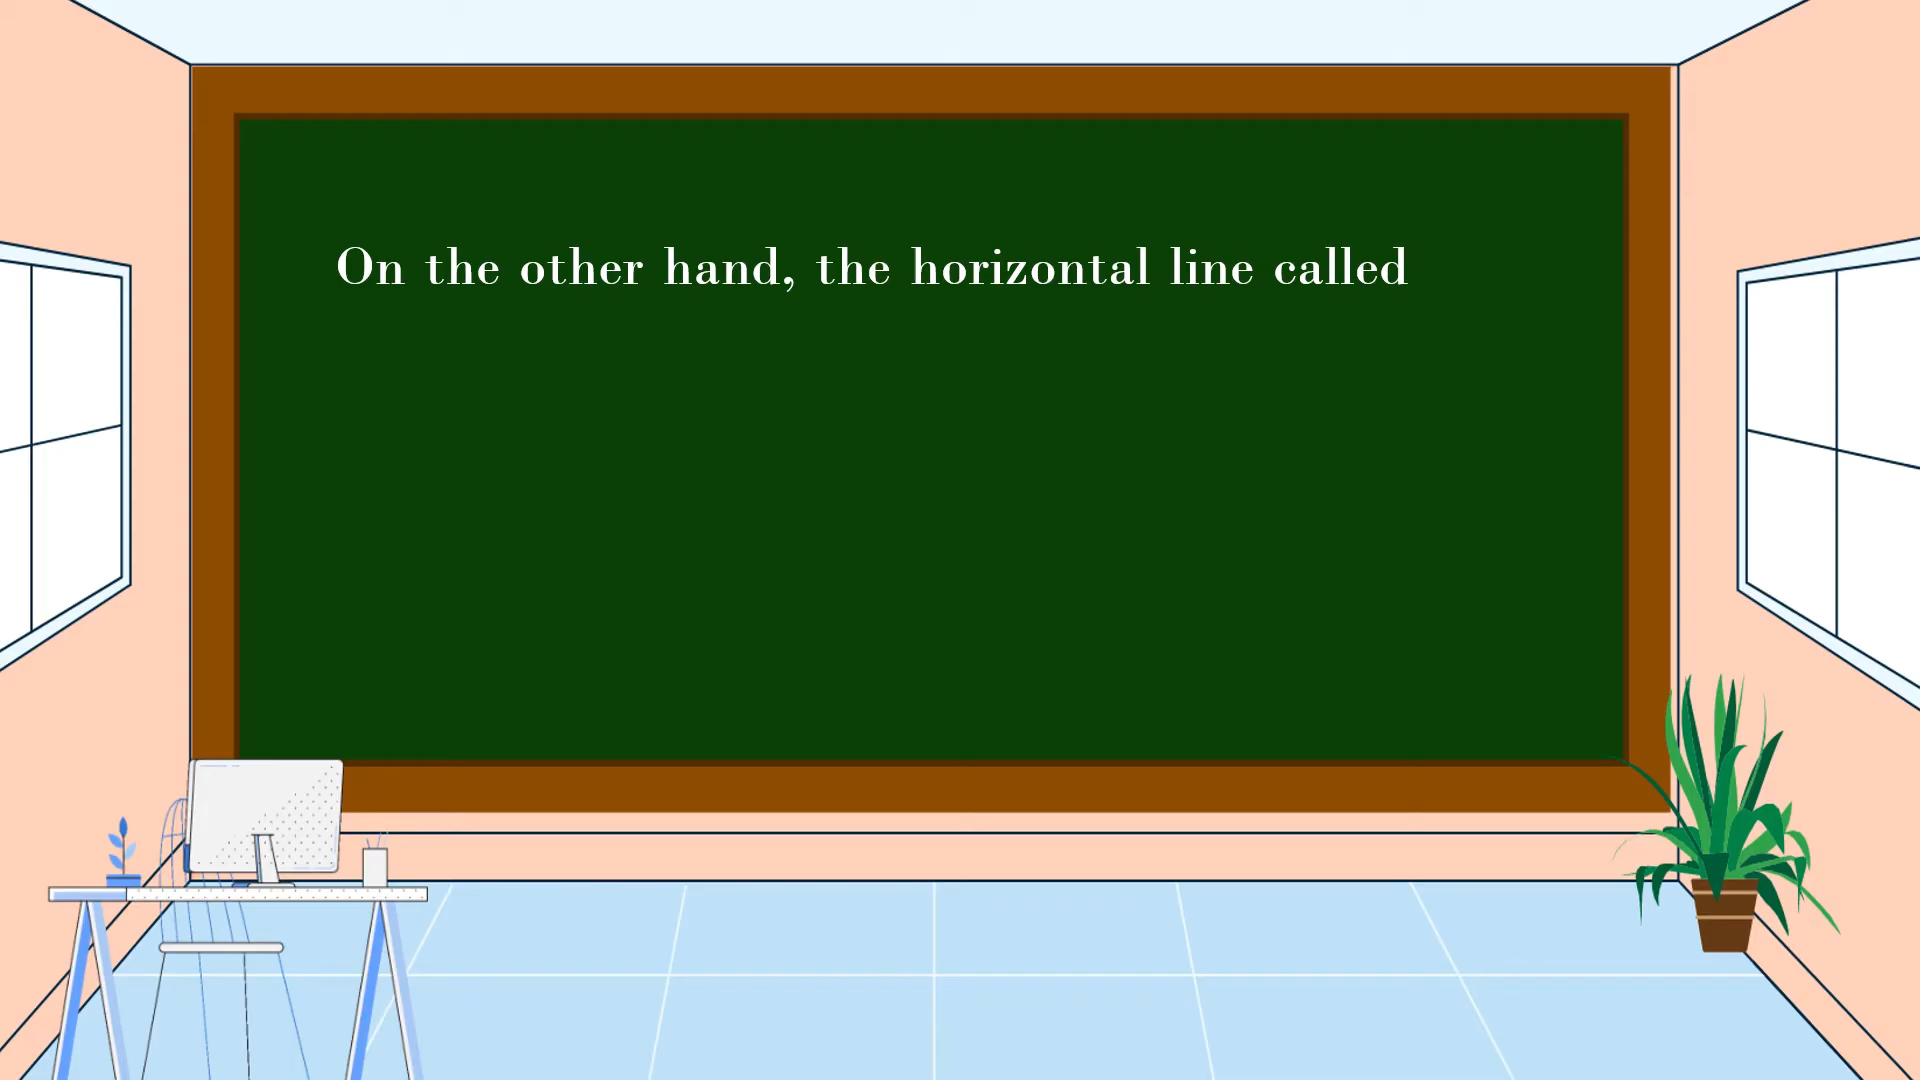 On the other hand, the horizontal line called